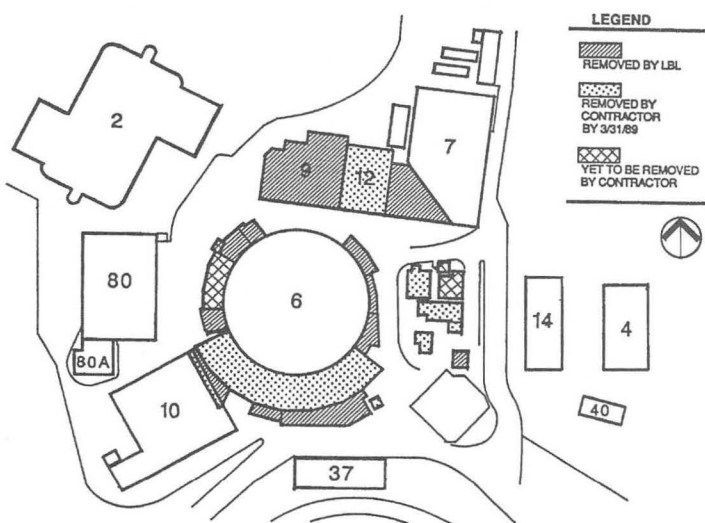 LEGEND
REMOVED BY LBL
REMOVED BY
CONTRACTOR
BY 3/31/89
YET TO BE REMOVED
BY CONTRACTOR
2
7
9
12
80
6
14
4
80A
10
40
37